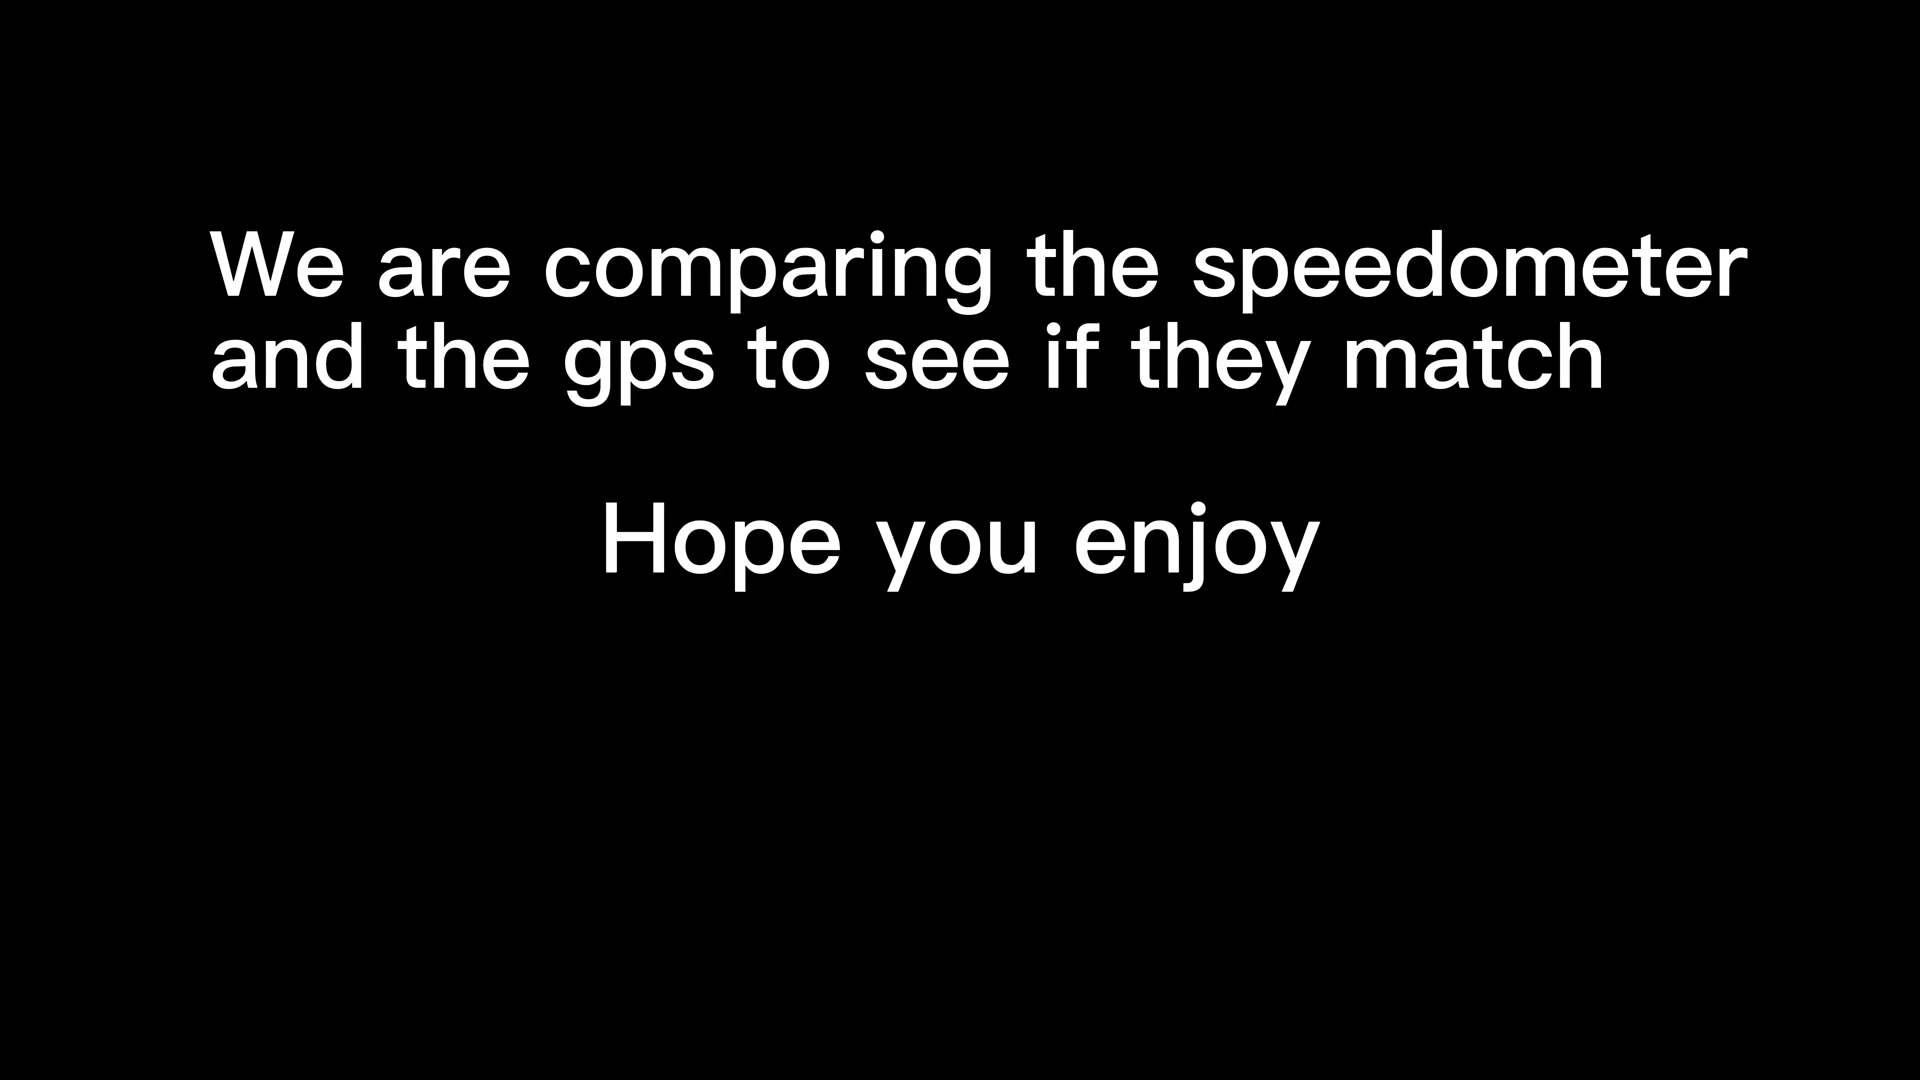 We are comparing the speedometer
and the gps to see if they match
Hope you enjoy